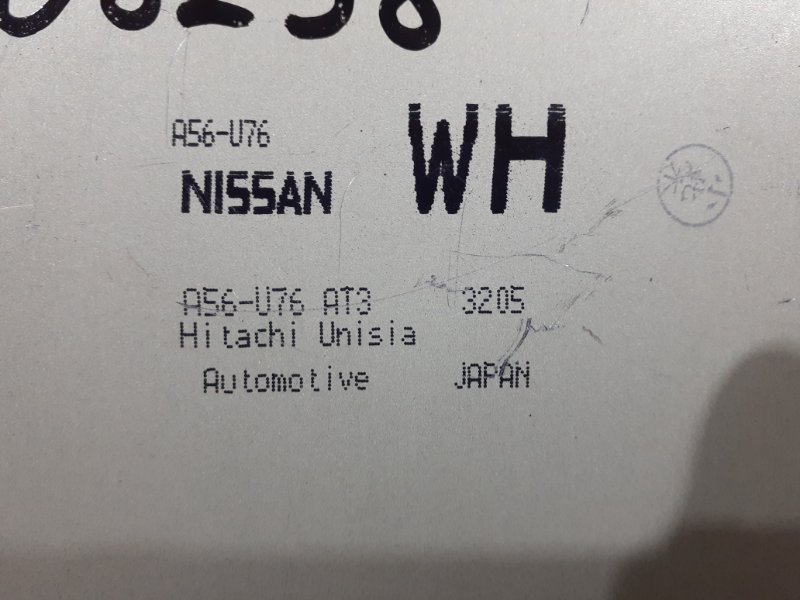 A56-U76
NISSAN WH
A56-U76 AT3 3205
Hitachi Unisia
Automotive JAPAN